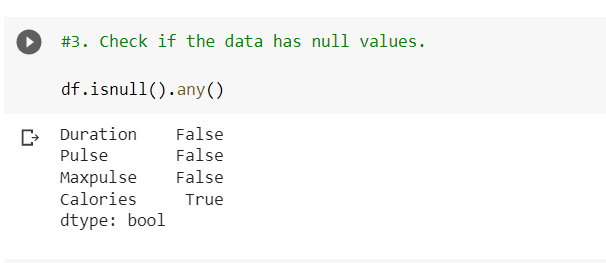 #3. Check if the data has null values.
df.isnull().any()
Duration    False
Pulse       False
Maxpulse    False
Calories     True
dtype: bool